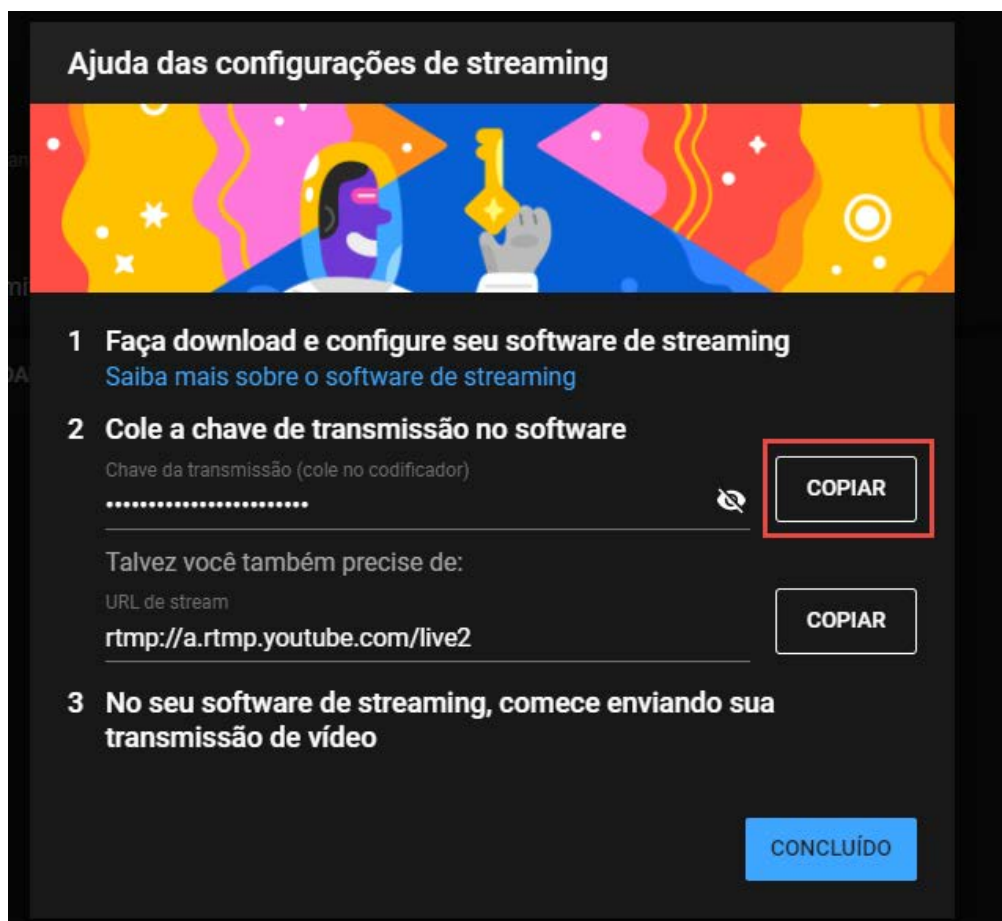 Ajuda das configurações de streaming
1 Faça download e configure seu software de streaming
Saiba mais sobre o software de streaming
2 Cole a chave de transmissão no software
Chave da transmissão (cole no codificador)
••••••••••••••••••••••••
COPIAR
Talvez você também precise de:
URL de stream
rtmp://a.rtmp.youtube.com/live2
COPIAR
3 No seu software de streaming, comece enviando sua
transmissão de vídeo
CONCLUÍDO